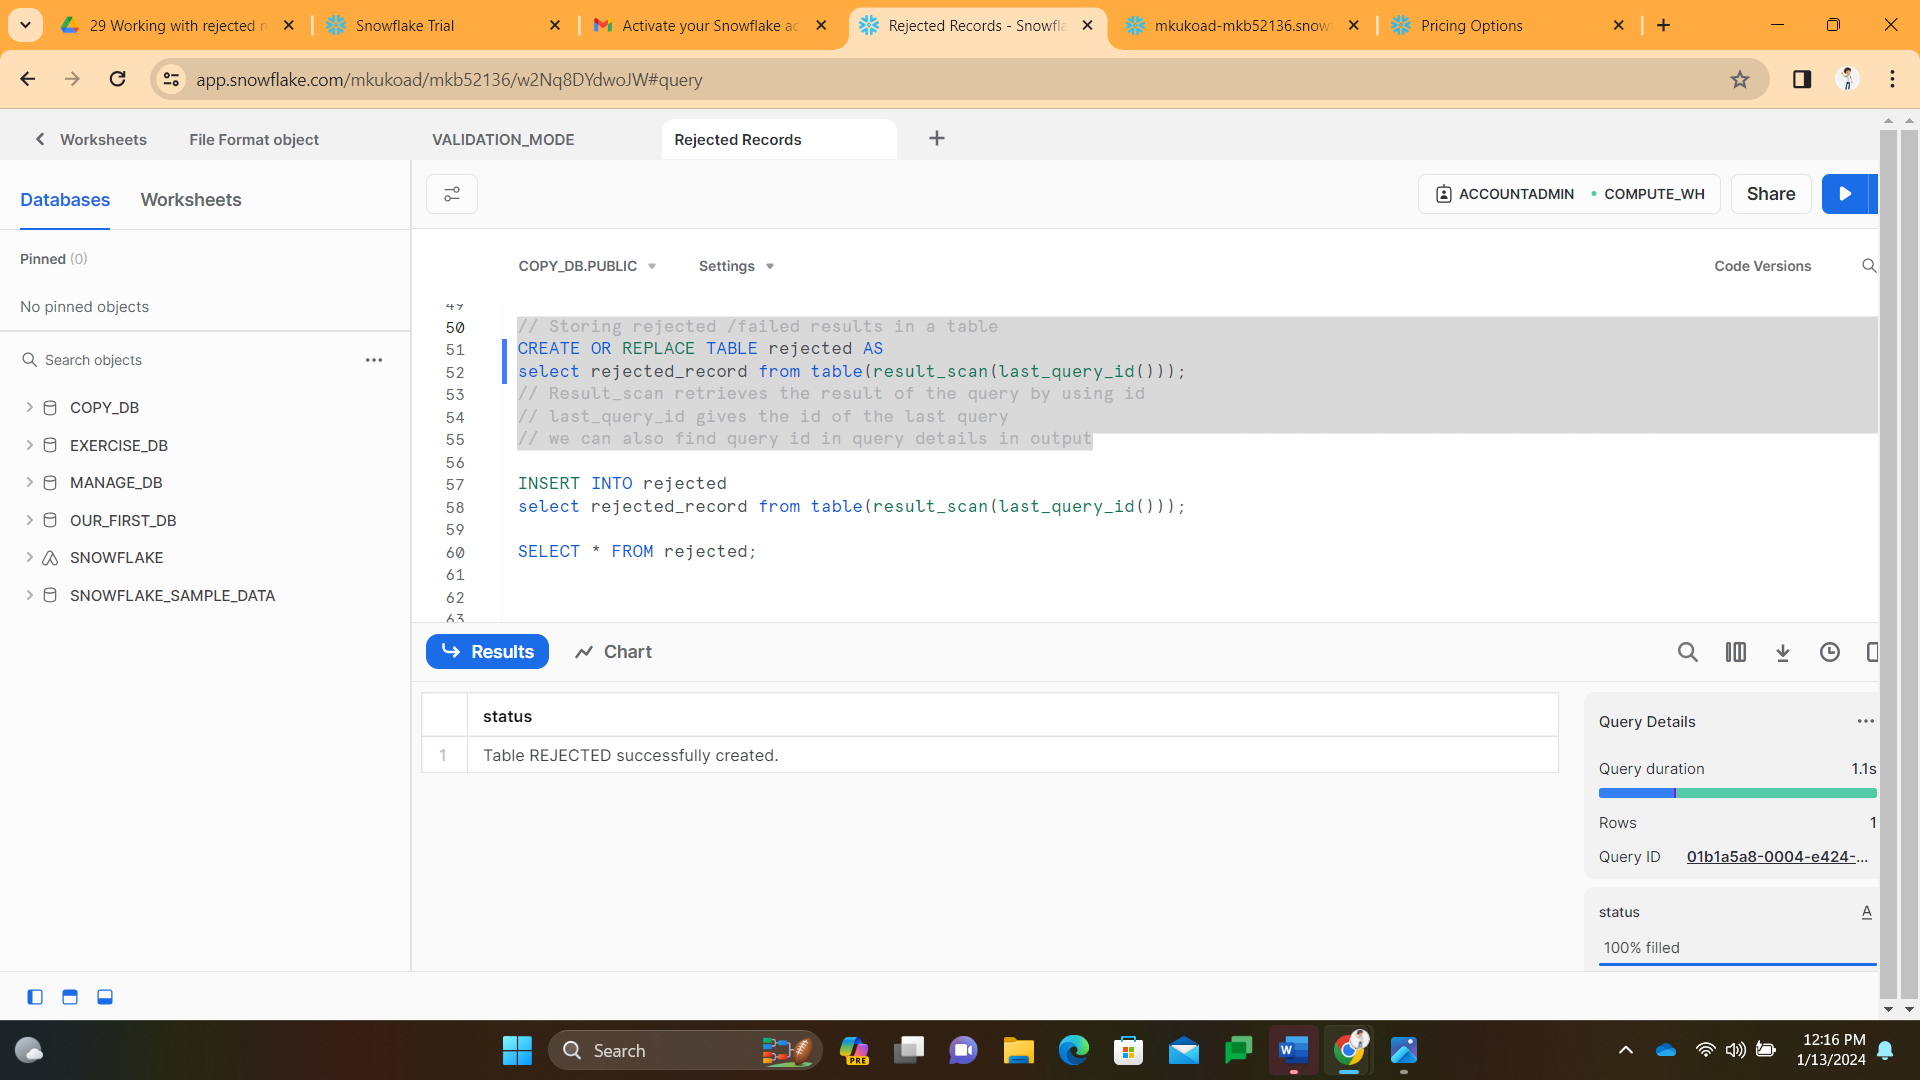 29 Working with rejected r
Snowflake Trial
Activate your Snowflake ac
Rejected Records - Snowfla
mkukoad-mkb52136.snow
Pricing Options
app.snowflake.com/mkukoad/mkb52136/w2Nq8DYdwoJW#query
Worksheets
File Format object
VALIDATION_MODE
Rejected Records
Databases
Worksheets
ACCOUNTADMIN
COMPUTE_WH
Share
Pinned (0)
No pinned objects
Search objects
COPY_DB
EXERCISE_DB
MANAGE_DB
OUR_FIRST_DB
SNOWFLAKE
SNOWFLAKE_SAMPLE_DATA
COPY_DB.PUBLIC
Settings
Code Versions
49
50 // Storing rejected /failed results in a table
51 CREATE OR REPLACE TABLE rejected AS
52 select rejected_record from table(result_scan(last_query_id()));
53 // Result_scan retrieves the result of the query by using id
54 // last_query_id gives the id of the last query
55 // we can also find query id in query details in output
56
57 INSERT INTO rejected
58 select rejected_record from table(result_scan(last_query_id()));
59
60 SELECT * FROM rejected;
61
62
63
Results
Chart
status
1 Table REJECTED successfully created.
Query Details
Query duration 1.1s
Rows 1
Query ID 01b1a5a8-0004-e424-...
status A
100% filled
Search
PRE
12:16 PM
1/13/2024